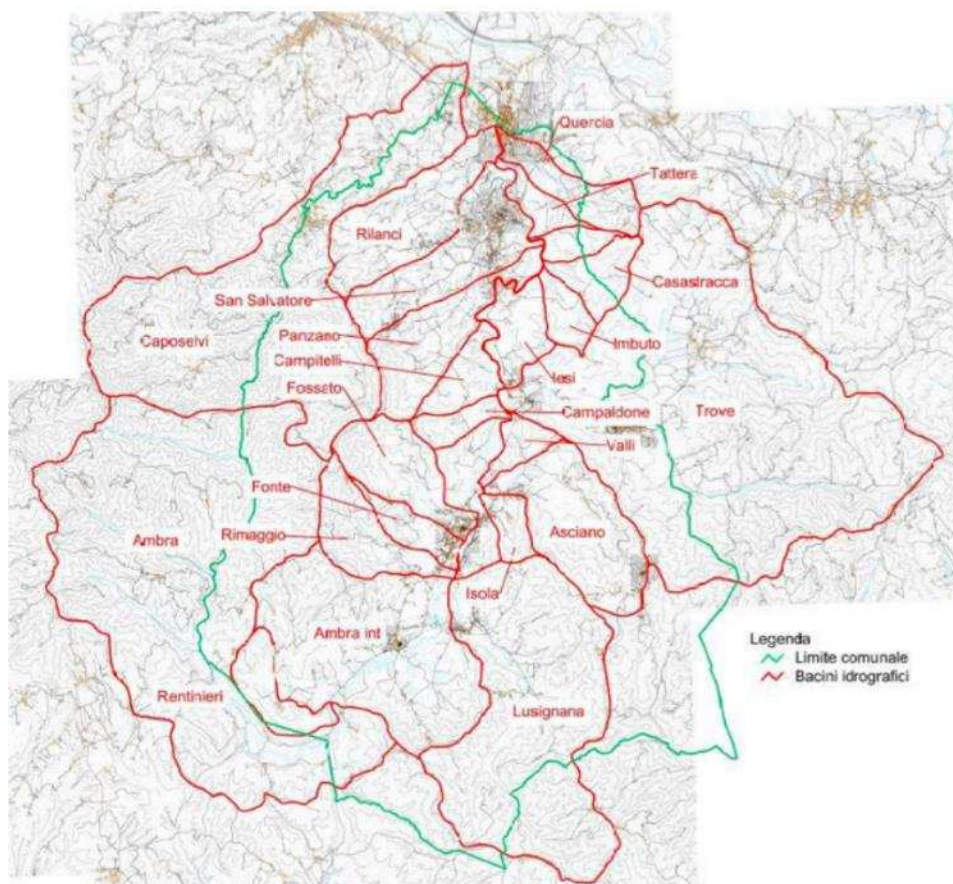 Quercia
Tattera
Rilanci
Casastracca
San Salvatore
Panzano
Caposelvi
Imbuto
Campitelli
Iesi
Fossato
Campaldone
Trove
Valli
Fonte
Rimaggio
Ambra
Asciano
Isola
Ambra int
Legenda
Limite comunale
Bacini idrografici
Rentinieri
Lusignana